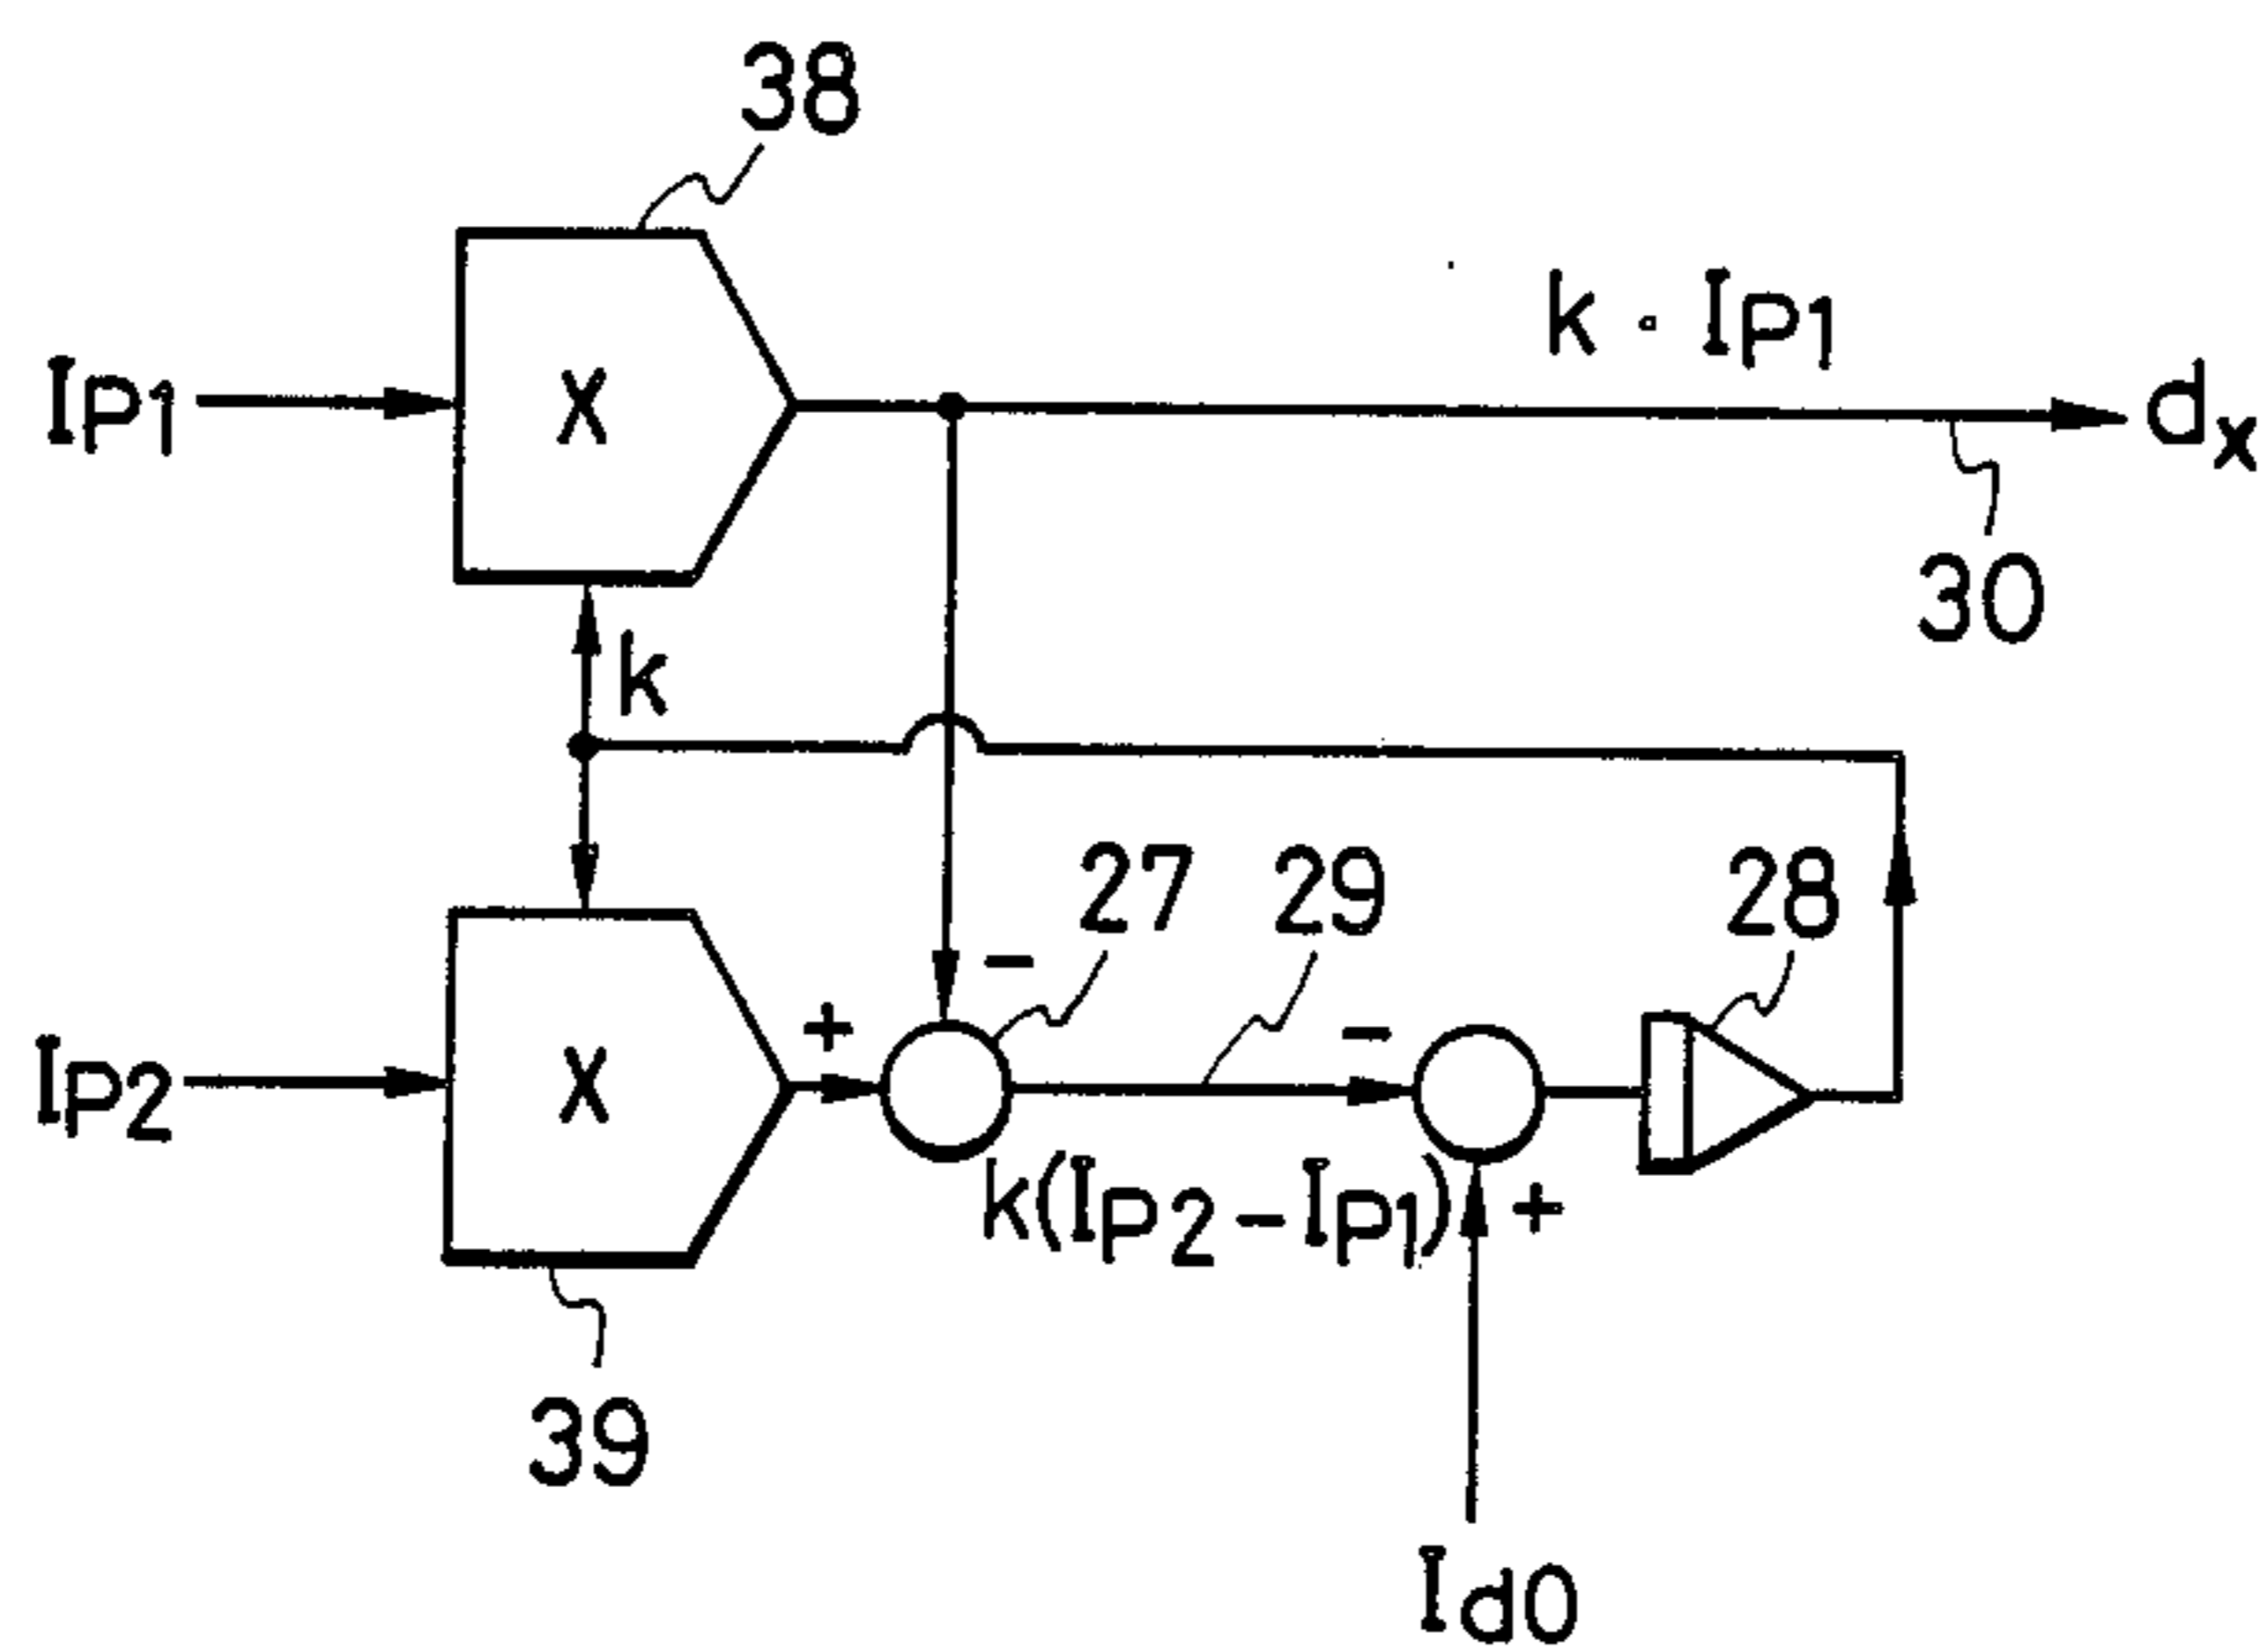 38
k · IP1
IP1
X
dx
30
k
27
29
28
-
+
-
IP2
X
k(IP2-IP1)
+
39
Id0